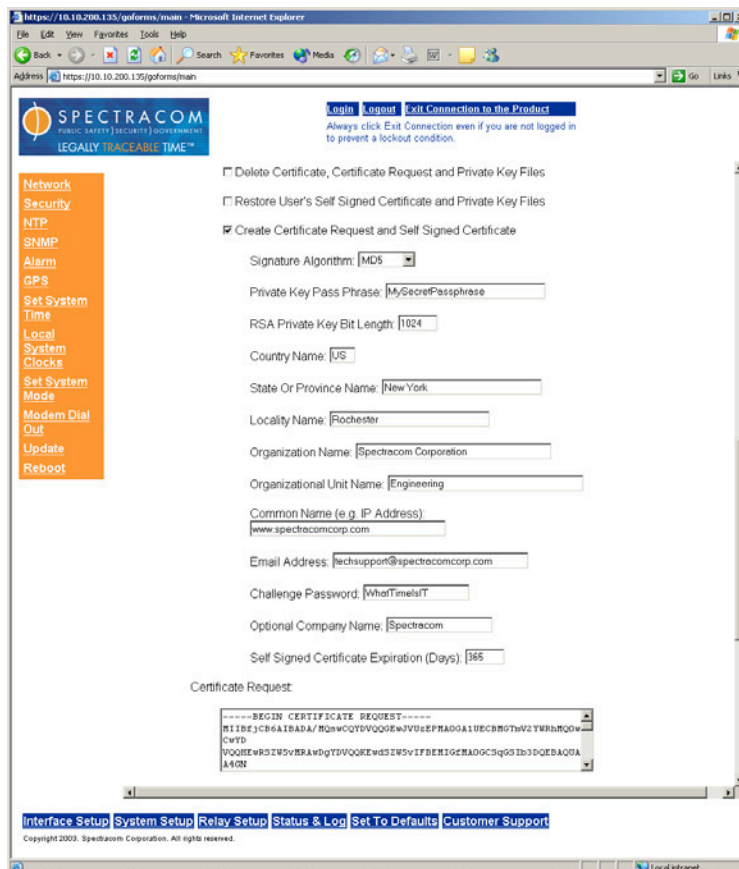 https://10.10.200.135/goforms/main - Microsoft Internet Explorer
File Edit View Favorites Tools Help
Back Search Favorites Media
Address https://10.10.200.135/goforms/main Go Links
SPECTRACOM
PUBLIC SAFETY | SECURITY | GOVERNMENT
LEGALLY TRACEABLE TIME™
Login Logout Exit Connection to the Product
Always click Exit Connection even if you are not logged in
to prevent a lockout condition.
Network
Security
NTP
SNMP
Alarm
GPS
Set System
Time
Local
System
Clocks
Set System
Mode
Modem Dial
Out
Update
Reboot
Delete Certificate, Certificate Request and Private Key Files
Restore User's Self Signed Certificate and Private Key Files
Create Certificate Request and Self Signed Certificate
Signature Algorithm: MD5
Private Key Pass Phrase: MySecretPassphrase
RSA Private Key Bit Length: 1024
Country Name: US
State Or Province Name: New York
Locality Name: Rochester
Organization Name: Spectracom Corporation
Organizational Unit Name: Engineering
Common Name (e.g. IP Address):
www.spectracomcorp.com
Email Address: techsupport@spectracomcorp.com
Challenge Password: WhatTimeIsIT
Optional Company Name: Spectracom
Self Signed Certificate Expiration (Days): 365
Certificate Request:
-----BEGIN CERTIFICATE REQUEST-----
CwYD
A4GN
Interface Setup System Setup Relay Setup Status & Log Set To Defaults Customer Support
Copyright 2003. Spectracom Corporation. All rights reserved.
Local intranet